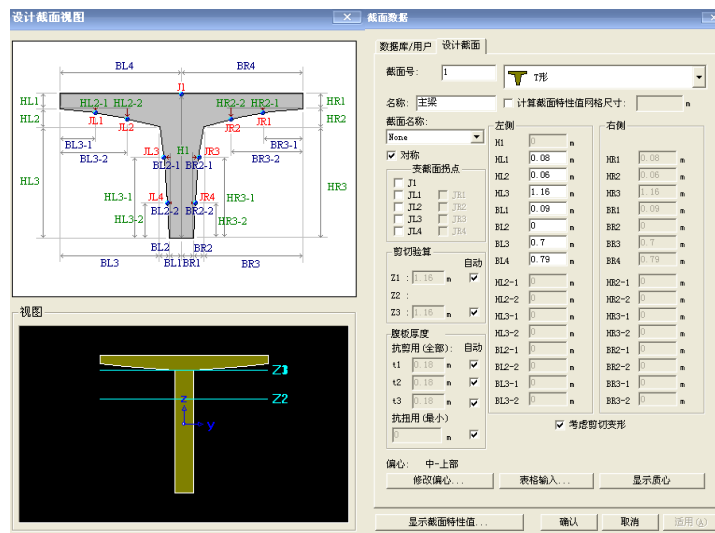 设计截面视图
BL4
BR4
J1
HL1
HL2-1
HL2-2
HR2-2
HR2-1
HR1
HL2
JL1
JL2
JR2
JR1
HR2
BL3-1
BR3-1
BL3-2
BR3-2
JL3
H1
JR3
BL2-1
BR2-1
HL3
HL3-1
JL4
JR4
HR3-1
HR3
BL2-2
BR2-2
HL3-2
HR3-2
BL2
BR2
BL3
BL1
BR1
BR3
视图
Z3
Z2
z
y
截面数据
数据库/用户
设计截面
截面号:
1
T形
名称:
主梁
计算截面特性值网格尺寸:
m
截面名称:
None
对称
变截面拐点
J1
JL1
JR1
JL2
JR2
JL3
JR3
JL4
JR4
剪切验算
自动
Z1 :
1.16
m
Z2 :
Z3 :
1.16
m
腹板厚度
抗剪用(全部):
自动
t1
0.18
m
t2
0.18
m
t3
0.18
m
抗扭用(最小)
0
m
左侧
H1
0
m
HL1
0.08
m
HL2
0.06
m
HL3
1.16
m
BL1
0.09
m
BL2
0
m
BL3
0.7
m
BL4
0.79
m
HL2-1
0
m
HL2-2
0
m
HL3-1
0
m
HL3-2
0
m
BL2-1
0
m
BL2-2
0
m
BL3-1
0
m
BL3-2
0
m
右侧
HR1
0.08
m
HR2
0.06
m
HR3
1.16
m
BR1
0.09
m
BR2
0
m
BR3
0.7
m
BR4
0.79
m
HR2-1
0
m
HR2-2
0
m
HR3-1
0
m
HR3-2
0
m
BR2-1
0
m
BR2-2
0
m
BR3-1
0
m
BR3-2
0
m
考虑剪切变形
偏心:
中-上部
修改偏心...
表格输入...
显示质心
显示截面特性值...
确认
取消
适用(A)